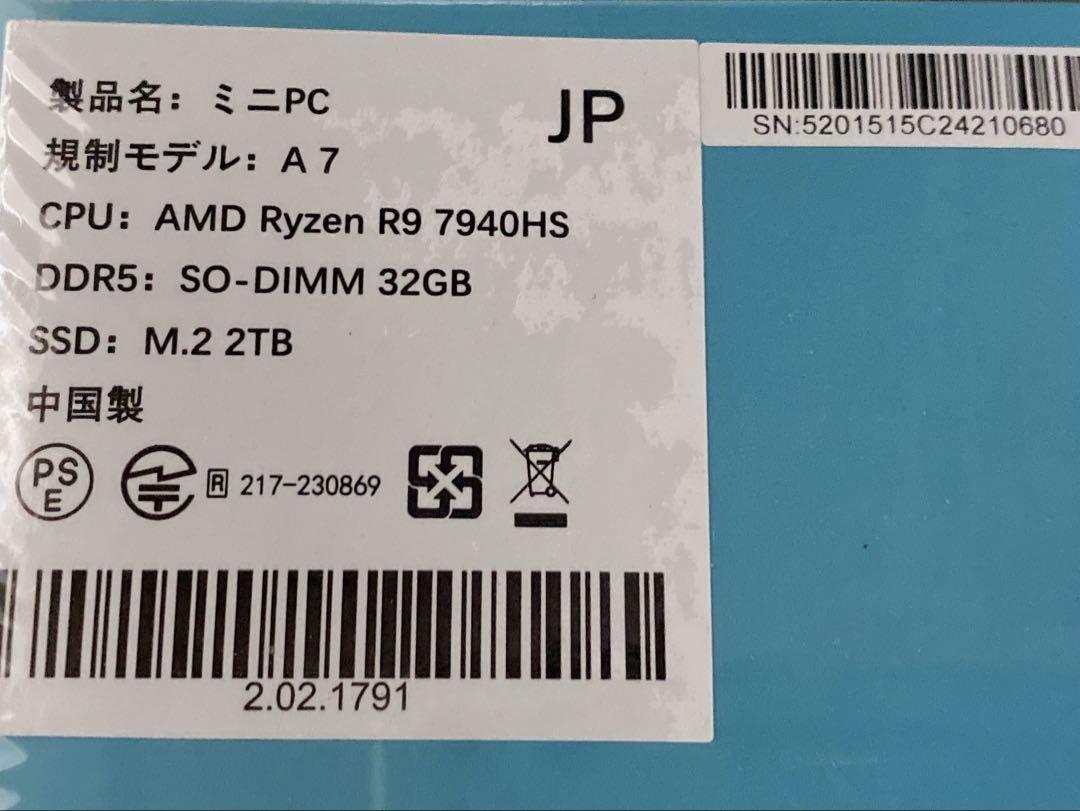 製品名：ミニPC
JP
規制モデル：A 7
CPU：AMD Ryzen R9 7940HS
DDR5：SO-DIMM 32GB
SSD：M.2 2TB
中国製
PS
E
R 217-230869
2.02.1791
SN:5201515C24210680